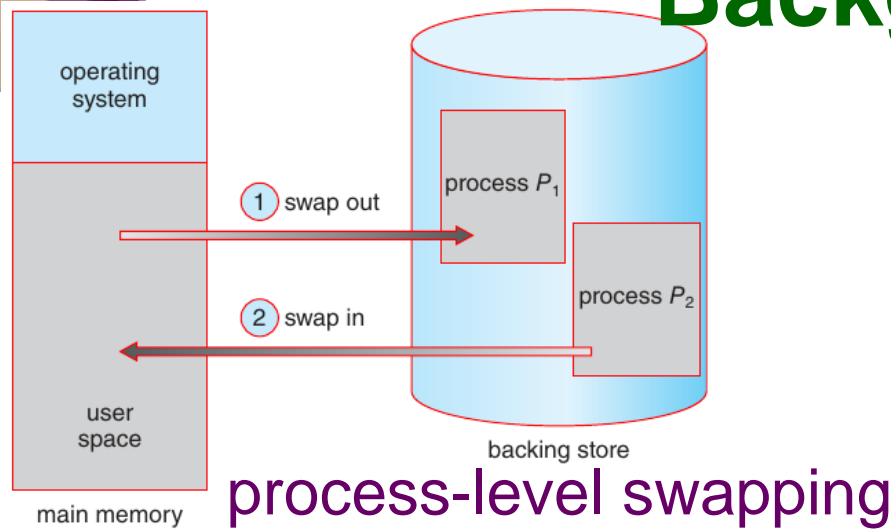 Backg
operating
system
process P₁
1 swap out
process P₂
2 swap in
user
space
backing store
process-level swapping
main memory